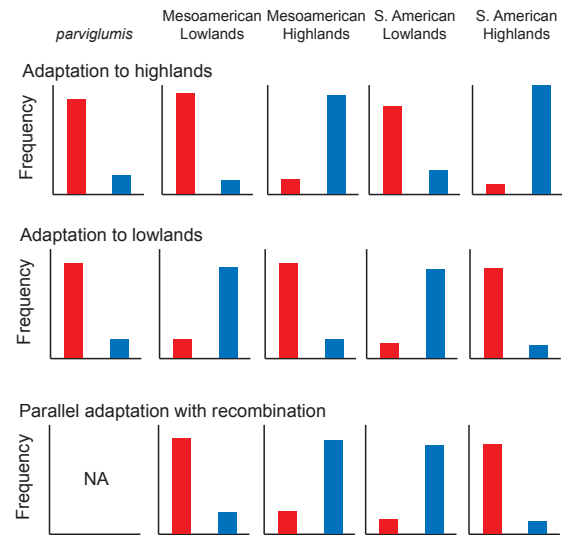 parviglumis
Mesoamerican
Lowlands
Mesoamerican
Highlands
S. American
Lowlands
S. American
Highlands
Adaptation to highlands
Frequency
Adaptation to lowlands
Frequency
Parallel adaptation with recombination
Frequency
NA